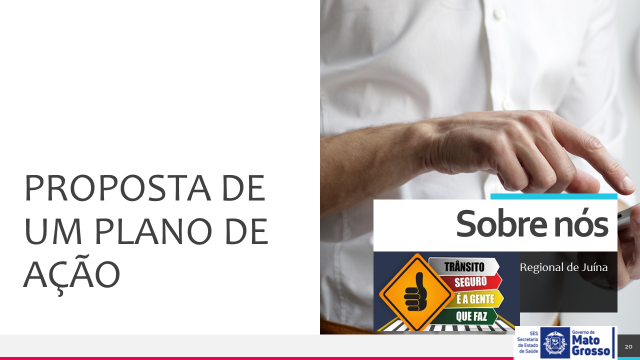 PROPOSTA DE
UM PLANO DE
AÇÃO
Sobre nós
Regional de Juína
TRÂNSITO
SEGURO
É A GENTE
QUE FAZ
SES
Secretaria
de Estado
de Saúde
Governo de
Mato
Grosso
20